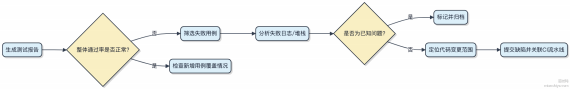 生成测试报告
整体通过率是否正常?
否
是
筛选失败用例
检查新增用例覆盖情况
分析失败日志/堆栈
是否为已知问题?
是
否
标记并归档
定位代码变更范围
提交缺陷并关联CI流水线